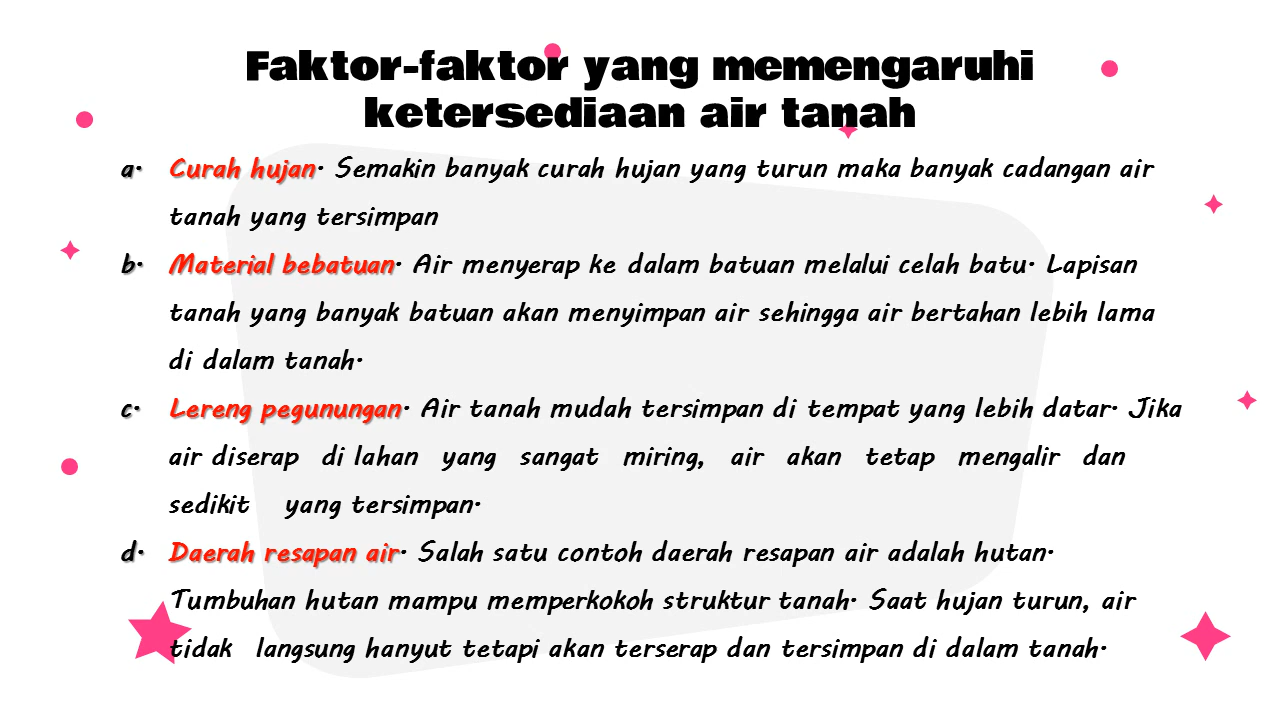 Faktor-faktor yang memengaruhi
ketersediaan air tanah
a. Curah hujan. Semakin banyak curah hujan yang turun maka banyak cadangan air
tanah yang tersimpan
b. Material bebatuan. Air menyerap ke dalam batuan melalui celah batu. Lapisan
tanah yang banyak batuan akan menyimpan air sehingga air bertahan lebih lama
di dalam tanah.
c. Lereng pegunungan. Air tanah mudah tersimpan di tempat yang lebih datar. Jika
air diserap di lahan yang sangat miring, air akan tetap mengalir dan
sedikit yang tersimpan.
d. Daerah resapan air. Salah satu contoh daerah resapan air adalah hutan.
Tumbuhan hutan mampu memperkokoh struktur tanah. Saat hujan turun, air
tidak langsung hanyut tetapi akan terserap dan tersimpan di dalam tanah.